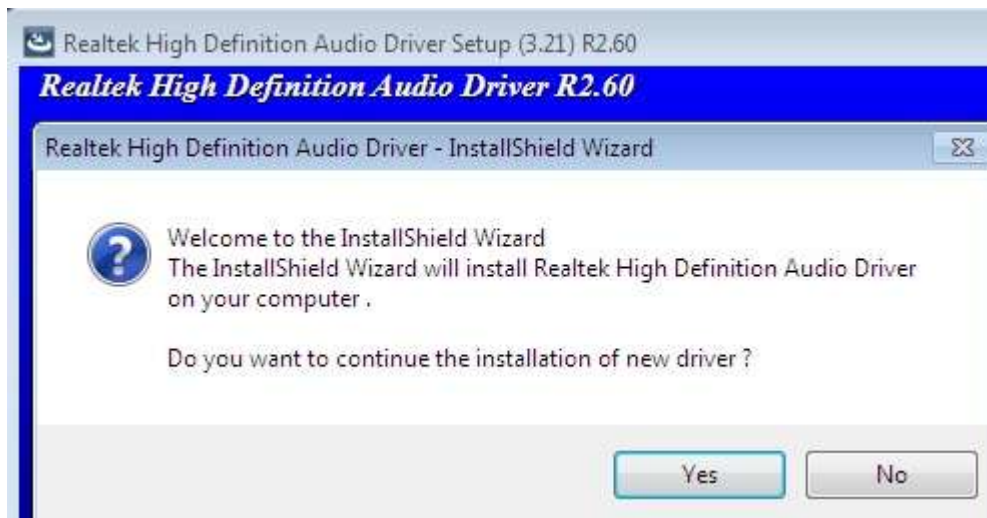 Realtek High Definition Audio Driver Setup (3.21) R2.60
Realtek High Definition Audio Driver R2.60
Realtek High Definition Audio Driver - InstallShield Wizard
Welcome to the InstallShield Wizard
The InstallShield Wizard will install Realtek High Definition Audio Driver
on your computer .
Do you want to continue the installation of new driver ?
Yes
No